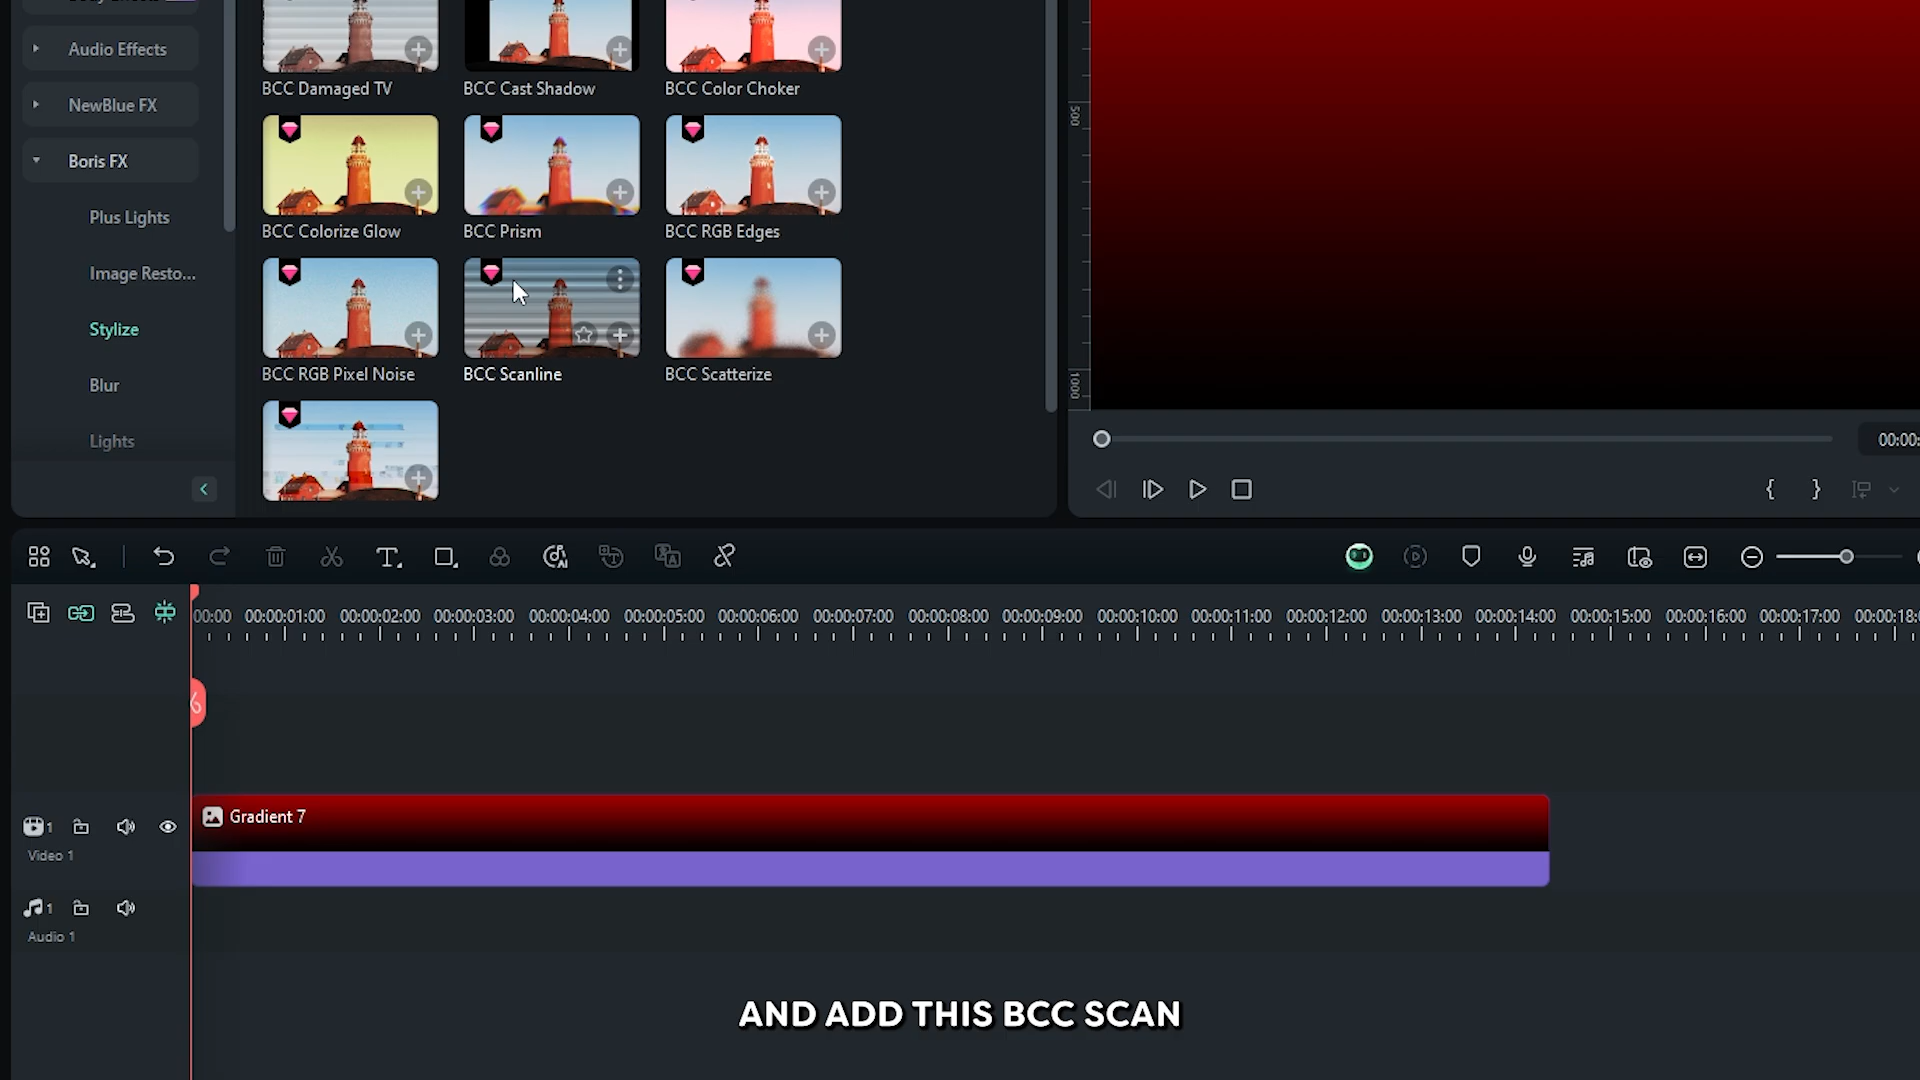 Audio Effects
NewBlue FX
Boris FX
Plus Lights
Image Resto...
Stylize
Blur
Lights
BCC Damaged TV
BCC Cast Shadow
BCC Color Choker
BCC Colorize Glow
BCC Prism
BCC RGB Edges
BCC RGB Pixel Noise
BCC Scanline
BCC Scatterize
500
1000
00:00:
00:00 00:00:01:00 00:00:02:00 00:00:03:00 00:00:04:00 00:00:05:00 00:00:06:00 00:00:07:00 00:00:08:00 00:00:09:00 00:00:10:00 00:00:11:00 00:00:12:00 00:00:13:00 00:00:14:00 00:00:15:00 00:00:16:00 00:00:17:00 00:00:18:
Gradient 7
1
Video 1
1
Audio 1
AND ADD THIS BCC SCAN